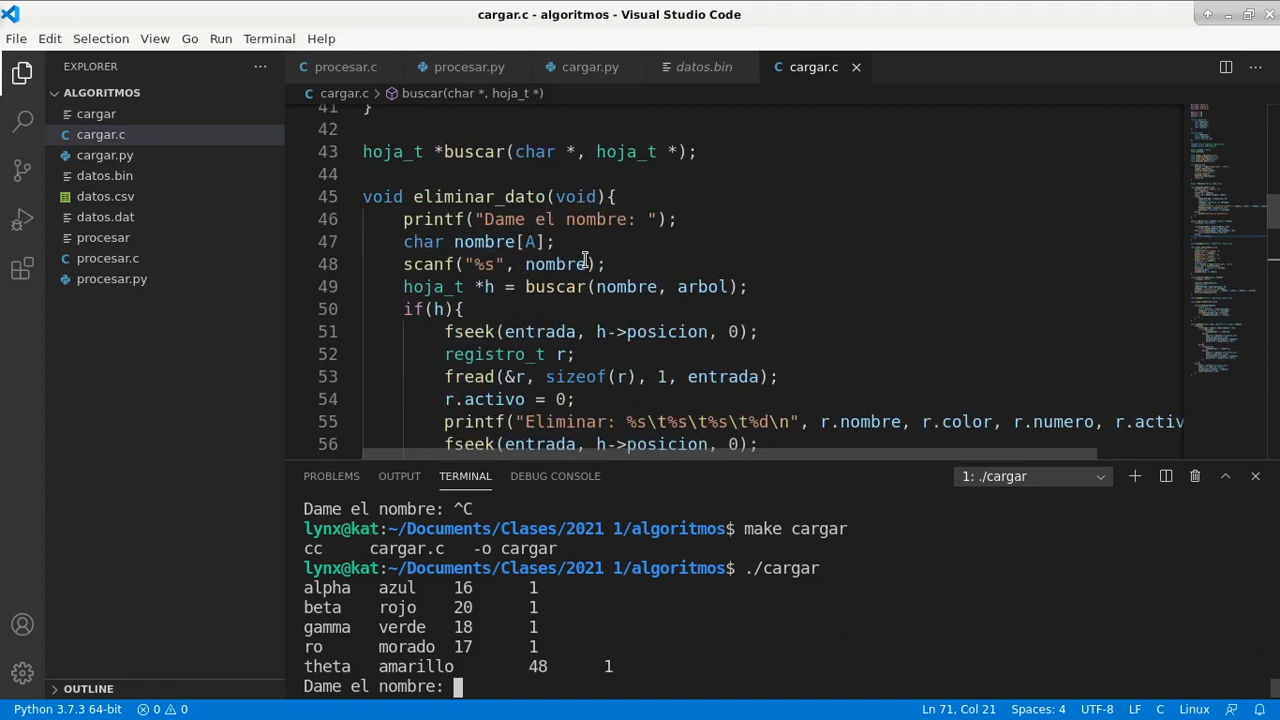 cargar.c - algoritmos - Visual Studio Code
File Edit Selection View Go Run Terminal Help
EXPLORER
procesar.c procesar.py cargar.py datos.bin cargar.c
ALGORITMOS
cargar.c > buscar(char *, hoja_t *)
cargar
cargar.c
cargar.py
datos.bin
datos.csv
datos.dat
procesar
procesar.c
procesar.py
OUTLINE
41 }
42
43 hoja_t *buscar(char *, hoja_t *);
44
45 void eliminar_dato(void){
46 printf("Dame el nombre: ");
47 char nombre[A];
48 scanf("%s", nombre);
49 hoja_t *h = buscar(nombre, arbol);
50 if(h){
51 fseek(entrada, h->posicion, 0);
52 registro_t r;
53 fread(&r, sizeof(r), 1, entrada);
54 r.activo = 0;
55 printf("Eliminar: %s\t%s\t%s\t%d\n", r.nombre, r.color, r.numero, r.activ
56 fseek(entrada, h->posicion, 0);
PROBLEMS OUTPUT TERMINAL DEBUG CONSOLE 1: ./cargar
Dame el nombre: ^C
lynx@kat:~/Documents/Clases/2021 1/algoritmos$ make cargar
cc cargar.c -o cargar
lynx@kat:~/Documents/Clases/2021 1/algoritmos$ ./cargar
alpha azul 16 1
beta rojo 20 1
gamma verde 18 1
ro morado 17 1
theta amarillo 48 1
Dame el nombre:
Python 3.7.3 64-bit 0 0 Ln 71, Col 21 Spaces: 4 UTF-8 LF C Linux